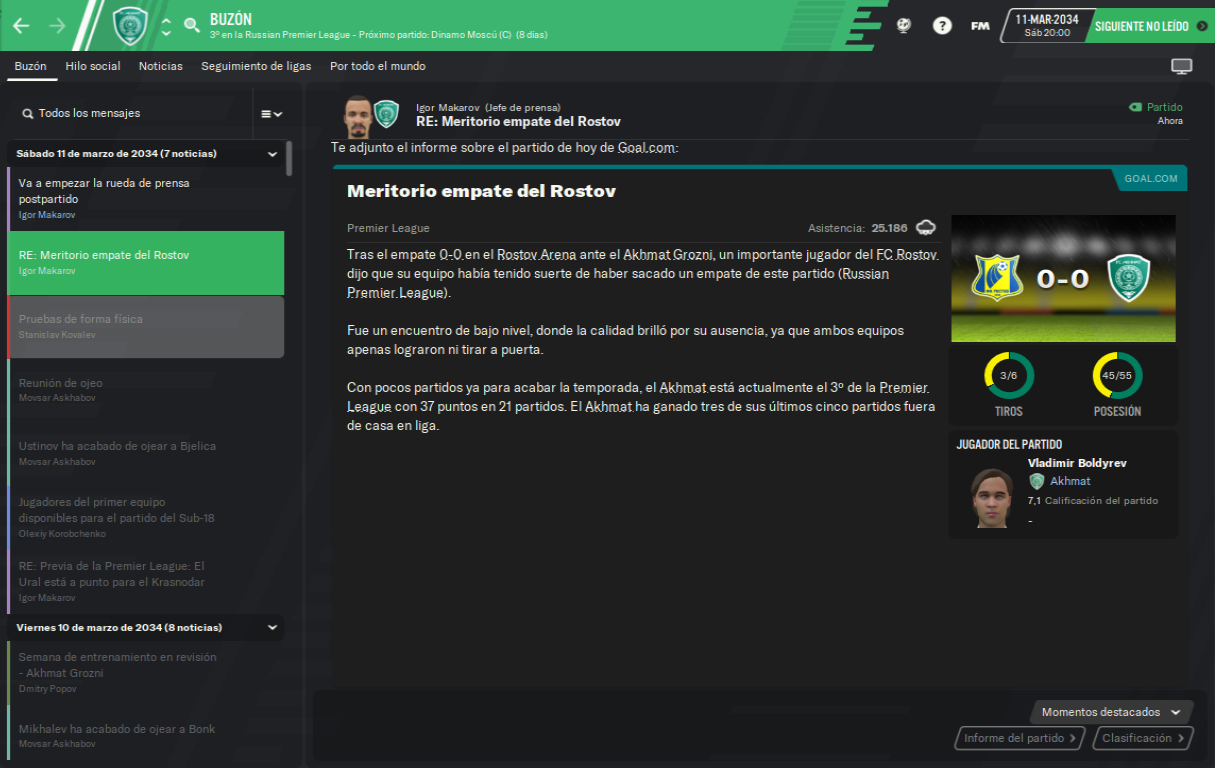 BUZÓN
3º en la Russian Premier League - Próximo partido: Dinamo Moscú (C) (8 días)
?
FM
11-MAR-2034
Sáb 20:00
SIGUIENTE NO LEÍDO
Buzón
Hilo social
Noticias
Seguimiento de ligas
Por todo el mundo
Todos los mensajes
Sábado 11 de marzo de 2034 (7 noticias)
Va a empezar la rueda de prensa
postpartido
Igor Makarov
RE: Meritorio empate del Rostov
Igor Makarov
Pruebas de forma física
Stanislav Kovalev
Reunión de ojeo
Movsar Askhabov
Ustinov ha acabado de ojear a Bjelica
Movsar Askhabov
Jugadores del primer equipo
disponibles para el partido del Sub-18
Olexiy Korobchenko
RE: Previa de la Premier League: El
Ural está a punto para el Krasnodar
Igor Makarov
Viernes 10 de marzo de 2034 (8 noticias)
Semana de entrenamiento en revisión
- Akhmat Grozni
Dmitry Popov
Mikhalev ha acabado de ojear a Bonk
Movsar Askhabov
Igor Makarov (Jefe de prensa)
RE: Meritorio empate del Rostov
Partido
Ahora
Te adjunto el informe sobre el partido de hoy de Goal.com:
GOAL.COM
Meritorio empate del Rostov
Premier League
Asistencia: 25.186
Tras el empate 0-0 en el Rostov Arena ante el Akhmat Grozni, un importante jugador del FC Rostov
dijo que su equipo había tenido suerte de haber sacado un empate de este partido (Russian
Premier League).
Fue un encuentro de bajo nivel, donde la calidad brilló por su ausencia, ya que ambos equipos
apenas lograron ni tirar a puerta.
Con pocos partidos ya para acabar la temporada, el Akhmat está actualmente el 3º de la Premier
League con 37 puntos en 21 partidos. El Akhmat ha ganado tres de sus últimos cinco partidos fuera
de casa en liga.
0-0
3/6
TIROS
45/55
POSESIÓN
JUGADOR DEL PARTIDO
Vladimir Boldyrev
Akhmat
7,1 Calificación del partido
-
Momentos destacados
Informe del partido
Clasificación